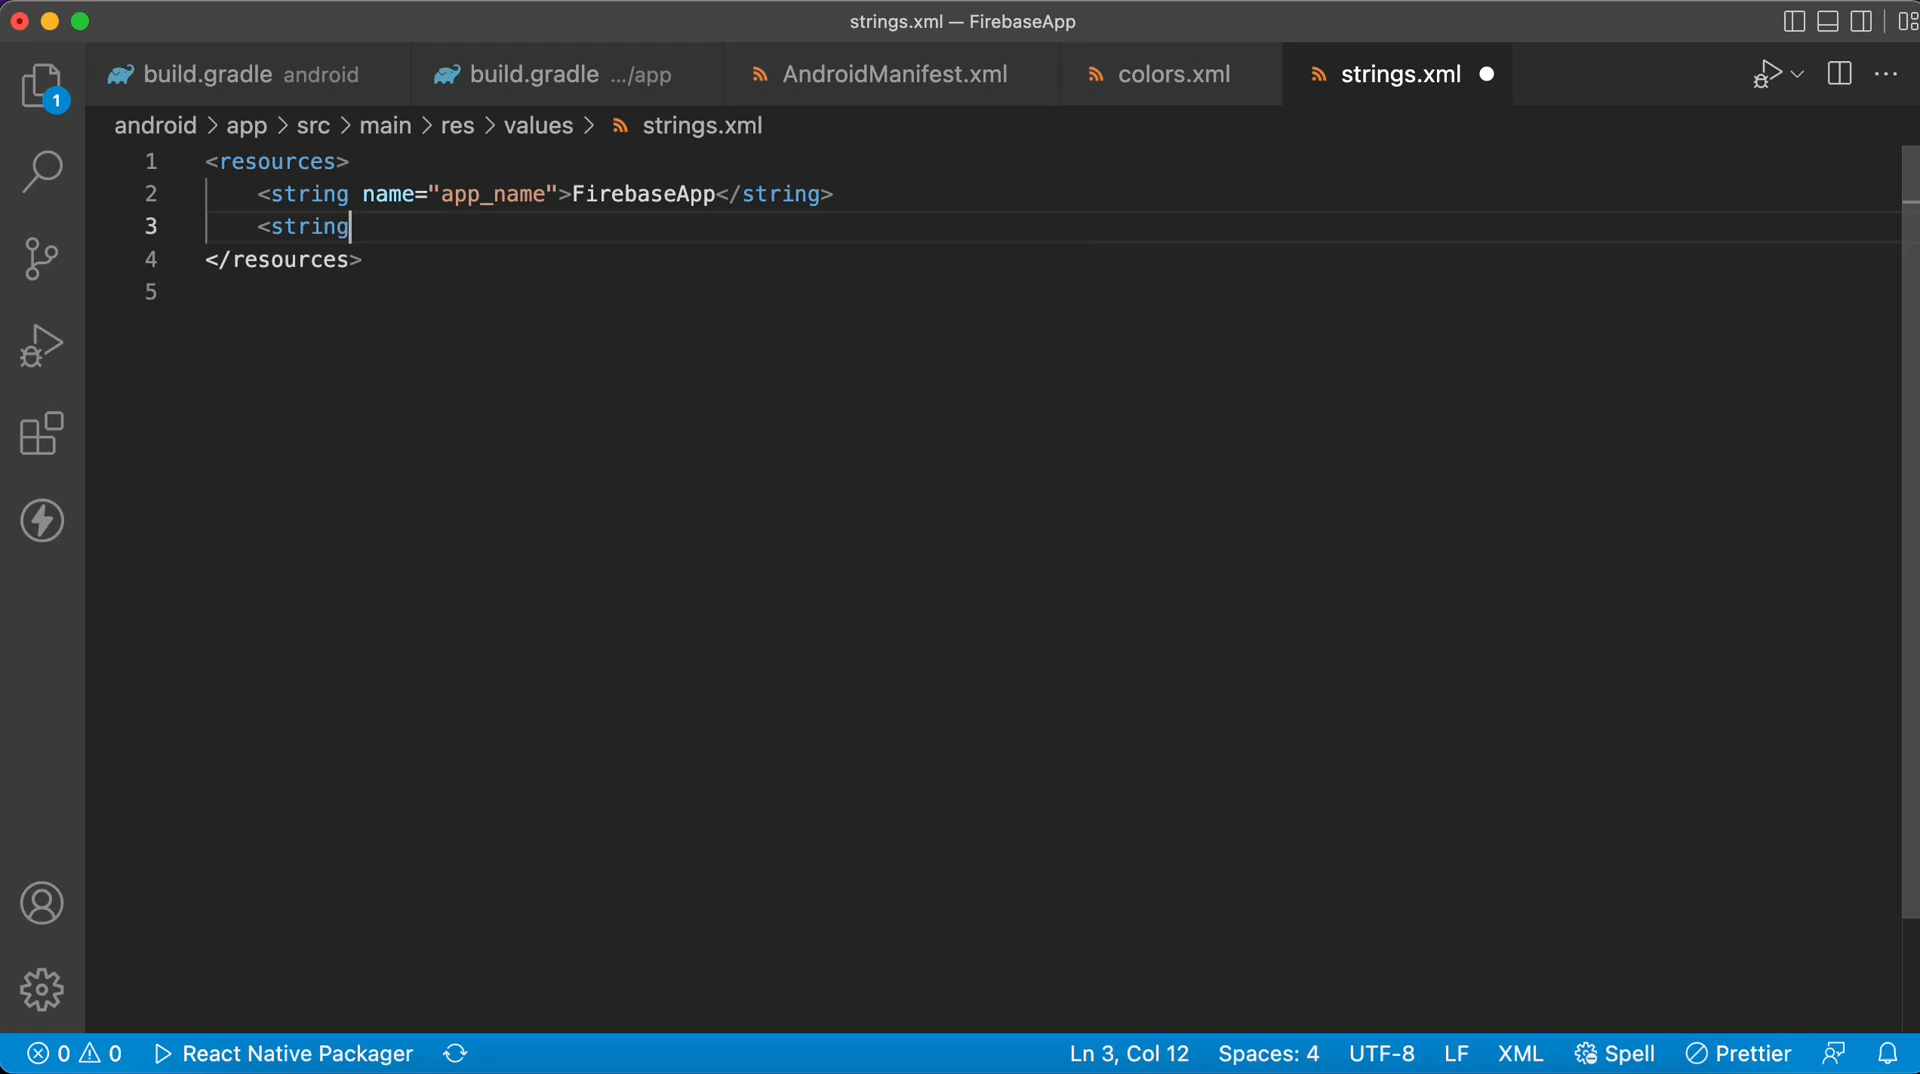 strings.xml — FirebaseApp
build.gradle android
build.gradle .../app
AndroidManifest.xml
colors.xml
strings.xml
1
android > app > src > main > res > values > strings.xml
1 <resources>
2 <string name="app_name">FirebaseApp</string>
3 <string
4 </resources>
5
0 0 React Native Packager
Ln 3, Col 12 Spaces: 4 UTF-8 LF XML Spell Prettier